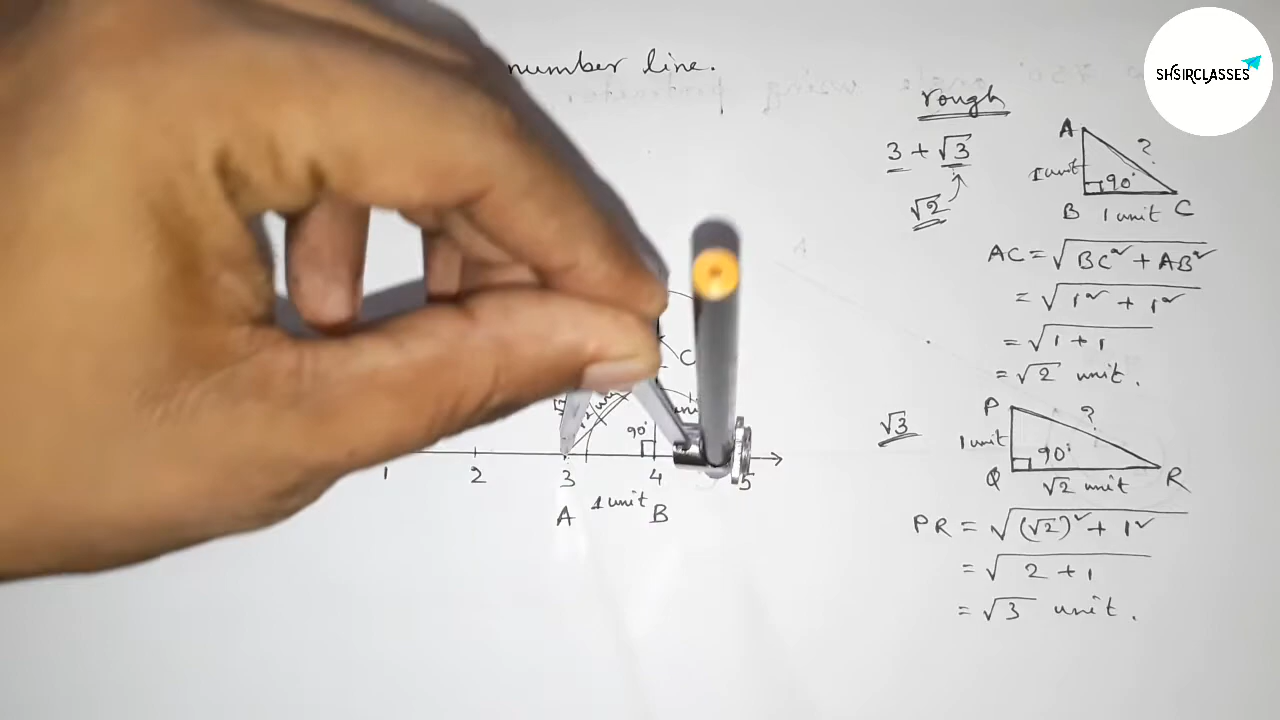 number line.
SHSIRCLASSES
rough
3 + √3
√2
A
1 unit
?
90°
B 1 unit C
AC = √BC² + AB²
= √1² + 1²
= √1 + 1
= √2 unit.
√3
P
1 unit
?
90°
Q √2 unit R
PR = √(√2)² + 1²
= √2 + 1
= √3 unit.
C
90°
1 2 3 4 5
1 unit
A B